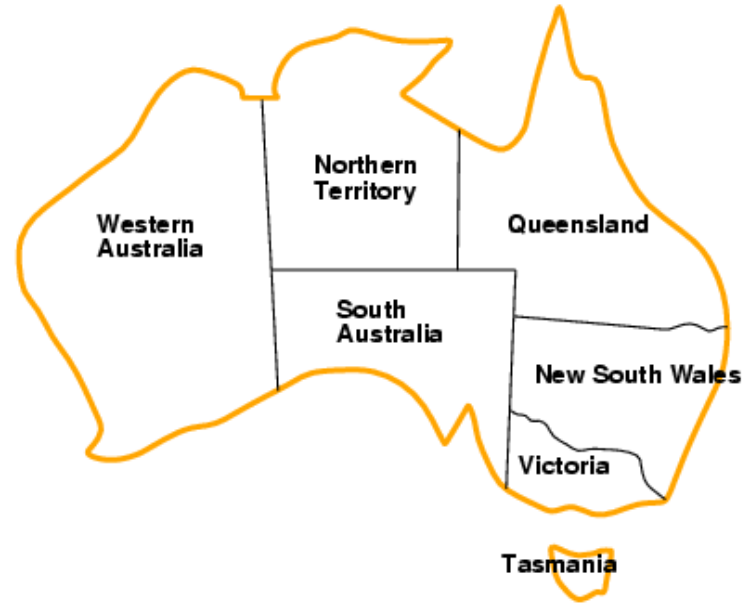 Northern
Territory
Western
Australia
Queensland
South
Australia
New South Wales
Victoria
Tasmania